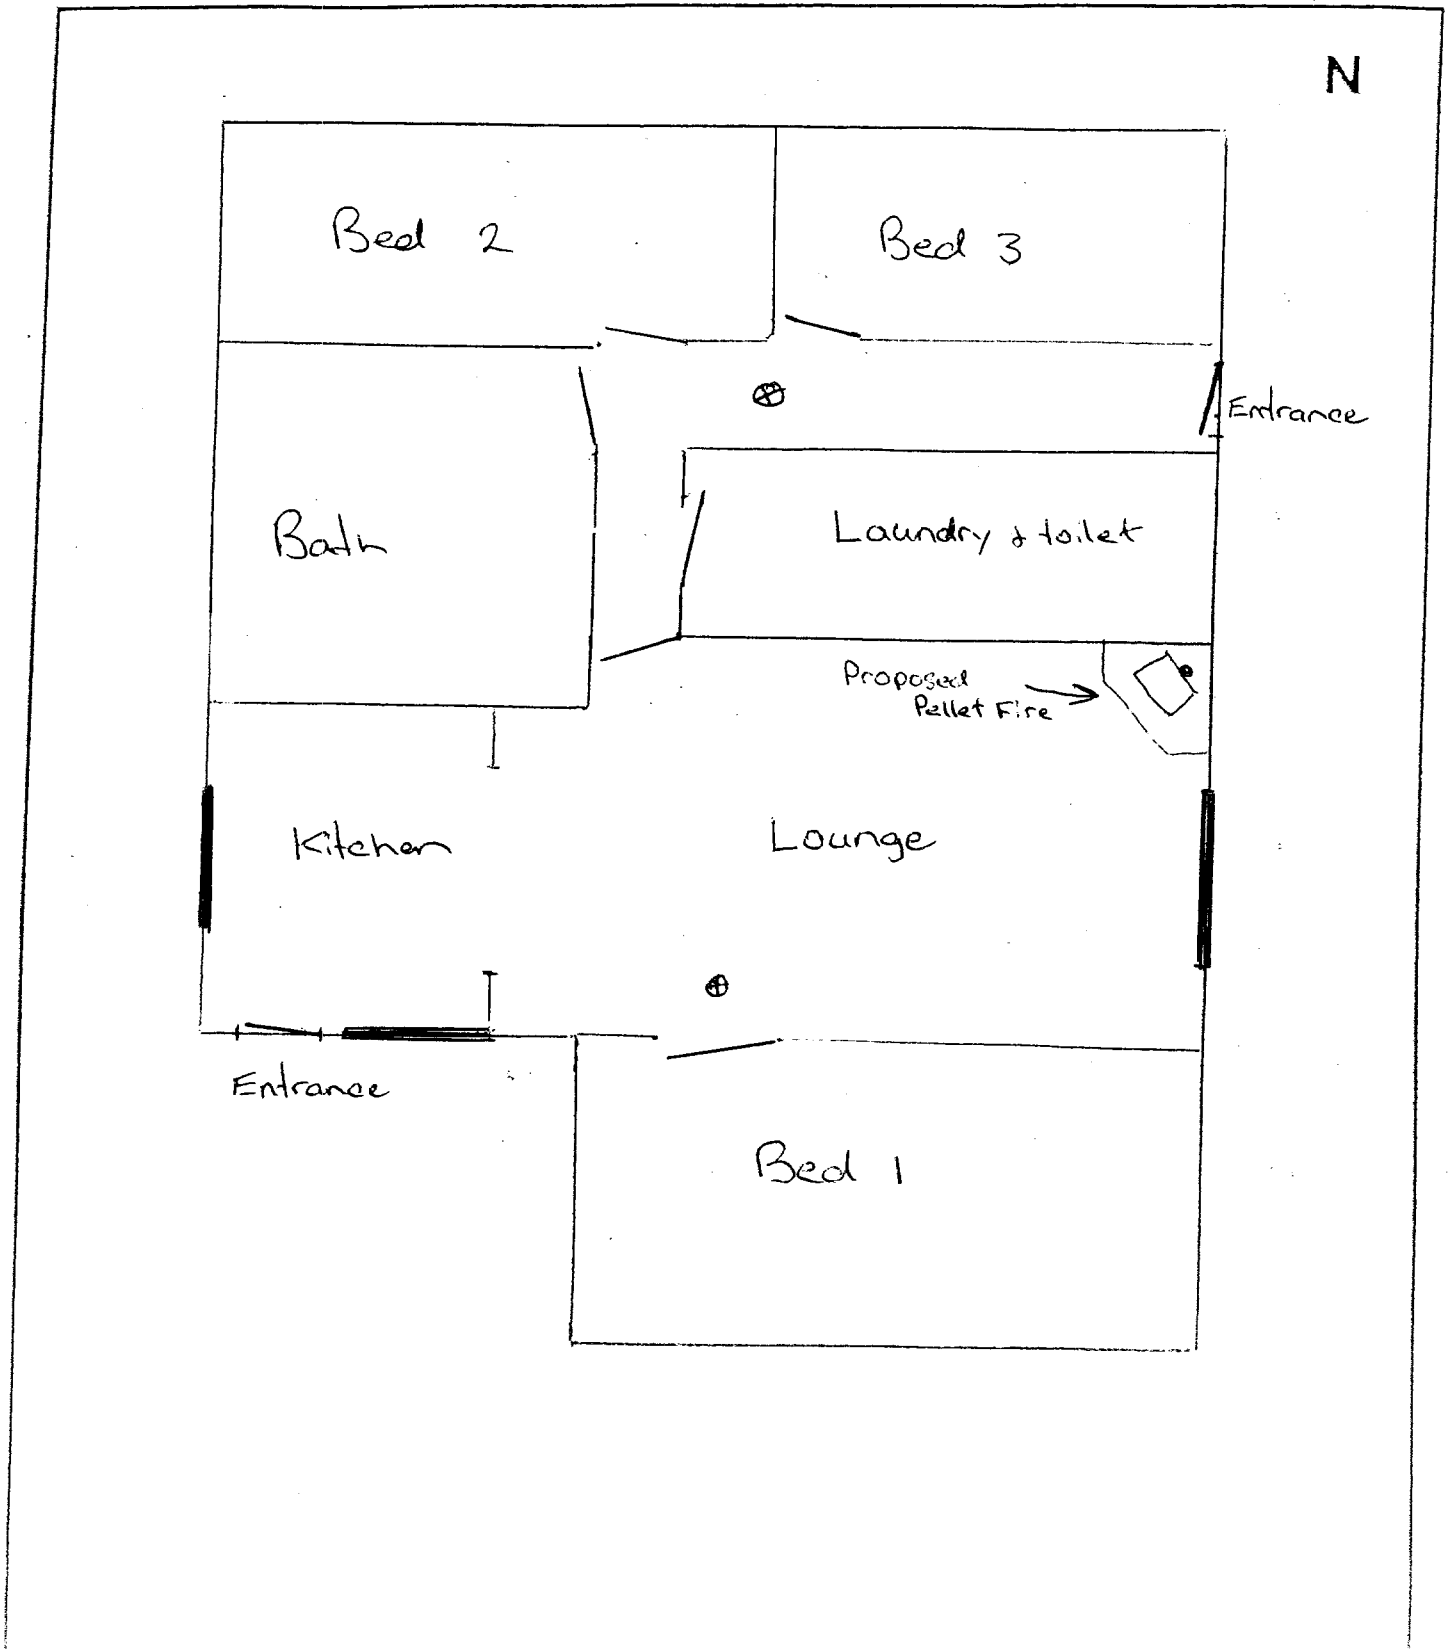 N
Bed 2
Bed 3
Entrance
Bath
Laundry & toilet
Proposed
Pellet Fire
Kitchen
Lounge
Entrance
Bed 1